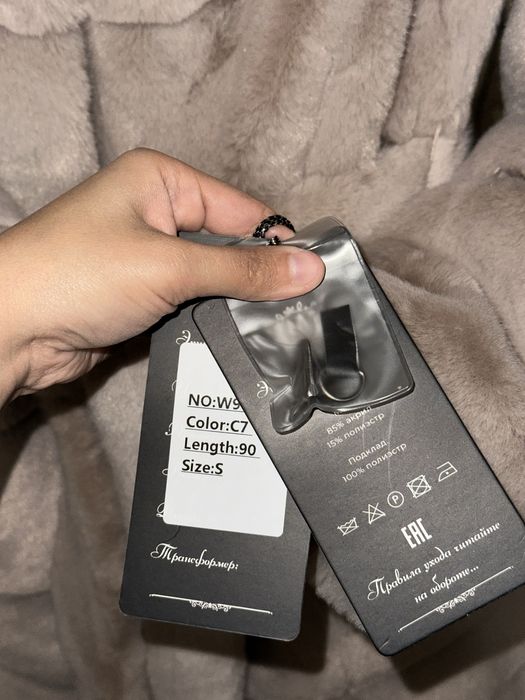 NO:W9
Color:C7
Length:90
Size:S
Трансформер:
85% акрил
15% полиэстр
Подклад
100% полиэстр
P
EAC
Правила ухода читайте
на обороте...